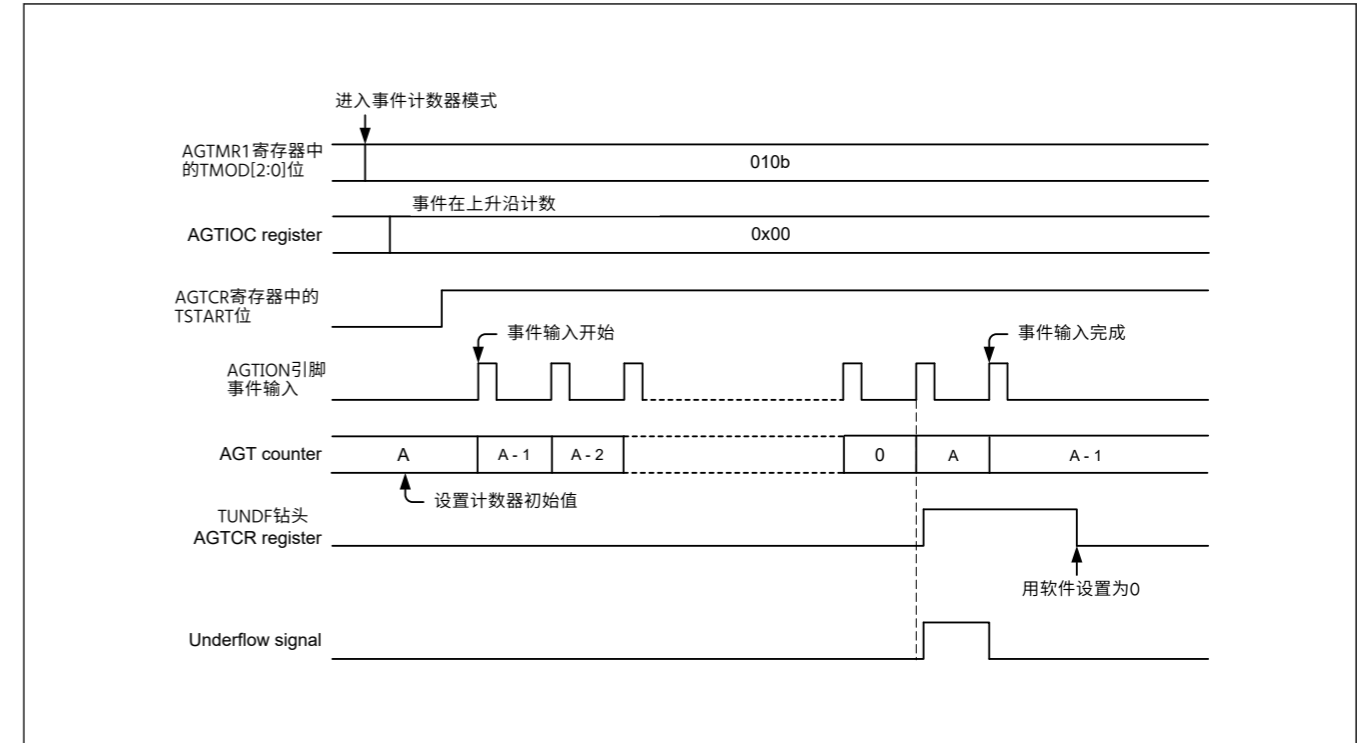 进入事件计数器模式
AGTMR1寄存器中
的TMOD[2:0]位
010b
事件在上升沿计数
AGTIOC register
0x00
AGTCR寄存器中的
TSTART位
事件输入开始
事件输入完成
AGTION引脚
事件输入
AGT counter
A
A - 1
A - 2
0
A
A - 1
设置计数器初始值
TUNDF钻头
AGTCR register
用软件设置为0
Underflow signal